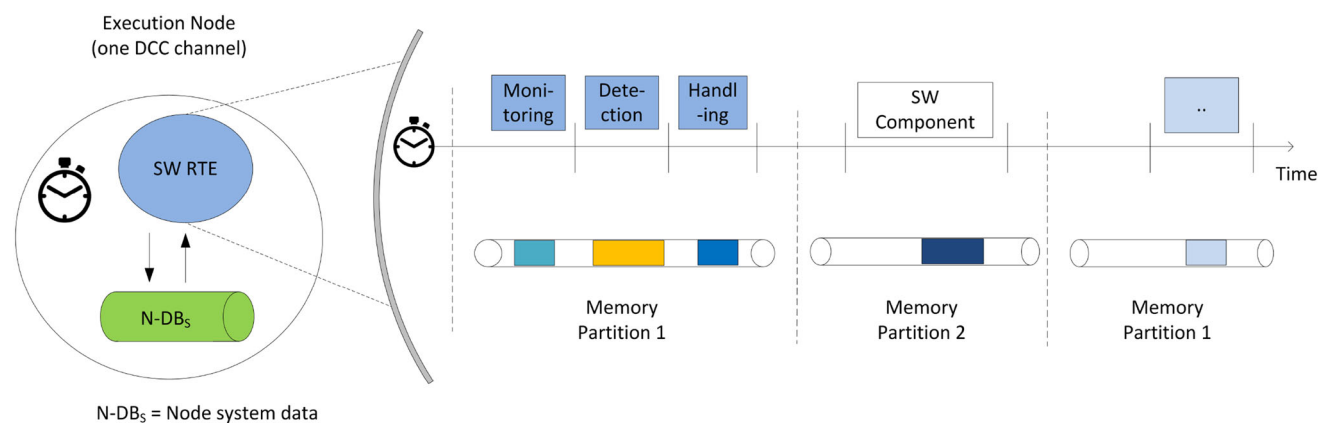 Execution Node
(one DCC channel)
SW RTE
N-DBS
N-DBS = Node system data
Moni-
toring
Dete-
ction
Handl
-ing
SW
Component
..
Time
Memory
Partition 1
Memory
Partition 2
Memory
Partition 1